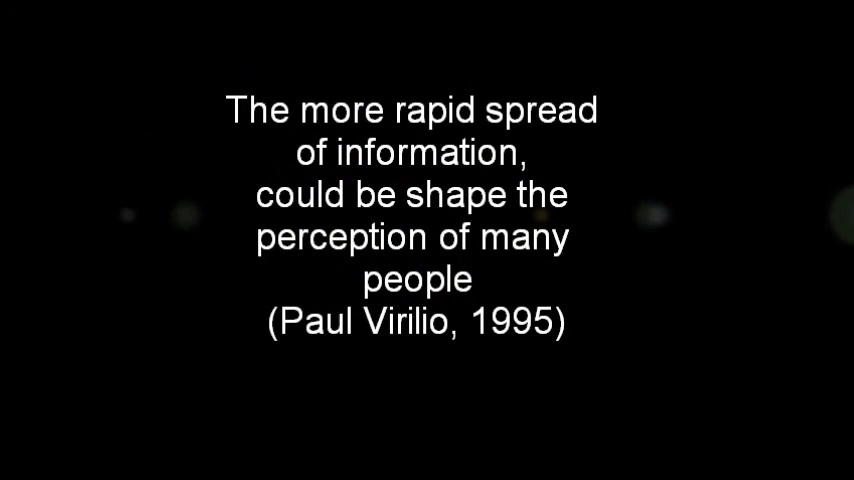 The more rapid spread
of information,
could be shape the
perception of many
people
(Paul Virilio, 1995)